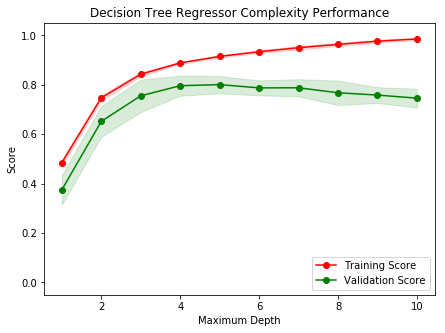 Decision Tree Regressor Complexity Performance
Score
1.0
0.8
0.6
0.4
0.2
0.0
Training Score
Validation Score
2 4 6 8 10
Maximum Depth